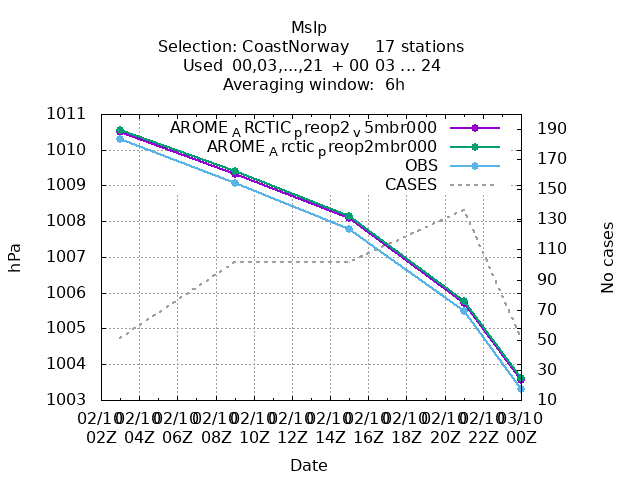 Mslp
Selection: CoastNorway 17 stations
Used 00,03,...,21 + 00 03 ... 24
Averaging window: 6h
AROME_ARCTIC_preop2_v5mbr000
AROME_Arctic_preop2mbr000
OBS
CASES
1011
1010
1009
1008
1007
1006
1005
1004
1003
hPa
190
170
150
130
110
90
70
50
30
10
No cases
02/10 02/10 02/10 02/10 02/10 02/10 02/10 02/10 02/10 02/10 02/10 03/10
02Z 04Z 06Z 08Z 10Z 12Z 14Z 16Z 18Z 20Z 22Z 00Z
Date